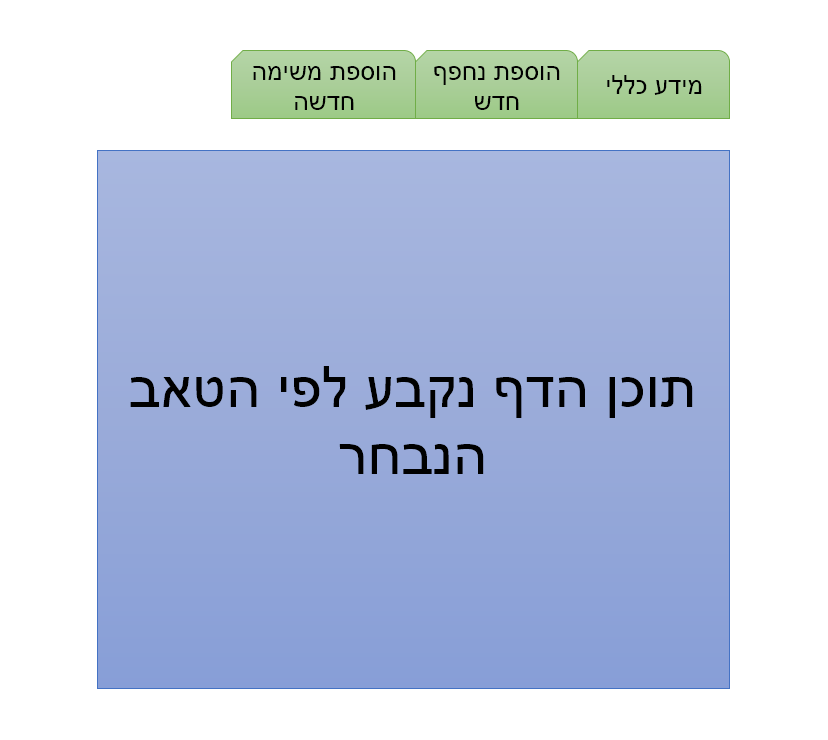 מידע כללי
הוספת נחפף
חדש
הוספת משימה
חדשה
תוכן הדף נקבע לפי הטאב
הנבחר